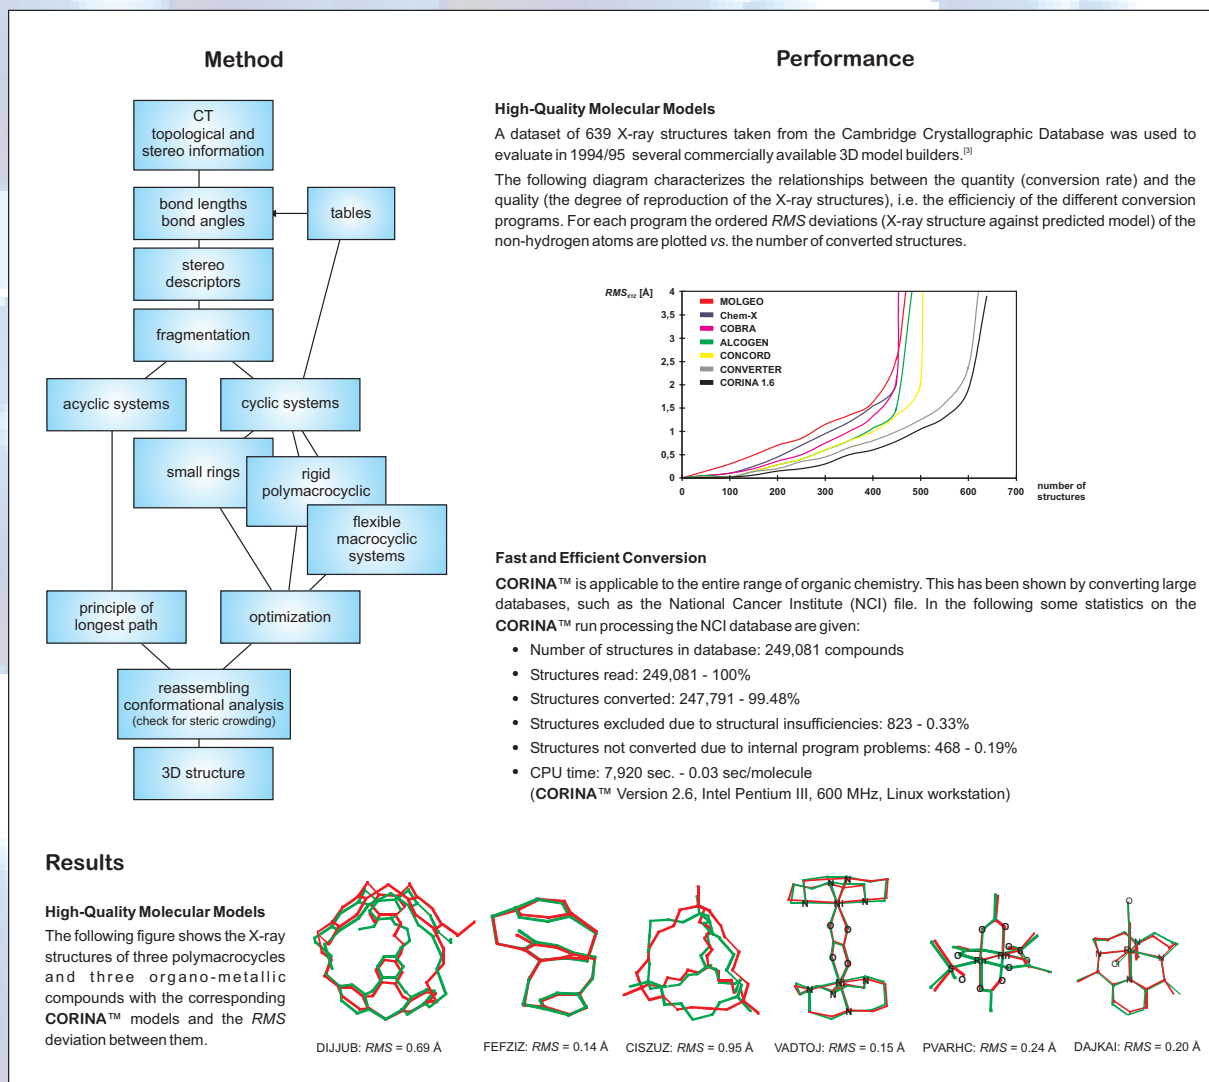 Method
CT
topological and
stereo information
bond lengths
bond angles
tables
stereo
descriptors
fragmentation
acyclic systems
cyclic systems
small rings
rigid
polymacrocyclic
flexible
macrocyclic
systems
principle of
longest path
optimization
reassembling
conformational analysis
(check for steric crowding)
3D structure
Performance
High-Quality Molecular Models
A dataset of 639 X-ray structures taken from the Cambridge Crystallographic Database was used to
evaluate in 1994/95 several commercially available 3D model builders.[3]
The following diagram characterizes the relationships between the quantity (conversion rate) and the
quality (the degree of reproduction of the X-ray structures), i.e. the efficiency of the different conversion
programs. For each program the ordered RMS deviations (X-ray structure against predicted model) of the
non-hydrogen atoms are plotted vs. the number of converted structures.
RMSXYZ [Å]
4
3,5
3
2,5
2
1,5
1
0,5
0
MOLGEO
Chem-X
COBRA
ALCOGEN
CONCORD
CONVERTER
CORINA 1.6
0 100 200 300 400 500 600 700
number of
structures
Fast and Efficient Conversion
CORINA™ is applicable to the entire range of organic chemistry. This has been shown by converting large
databases, such as the National Cancer Institute (NCI) file. In the following some statistics on the
CORINA™ run processing the NCI database are given:
• Number of structures in database: 249,081 compounds
• Structures read: 249,081 - 100%
• Structures converted: 247,791 - 99.48%
• Structures excluded due to structural insufficiencies: 823 - 0.33%
• Structures not converted due to internal program problems: 468 - 0.19%
• CPU time: 7,920 sec. - 0.03 sec/molecule
(CORINA™ Version 2.6, Intel Pentium III, 600 MHz, Linux workstation)
Results
High-Quality Molecular Models
The following figure shows the X-ray
structures of three polymacrocycles
and three organo-metallic
compounds with the corresponding
CORINA™ models and the RMS
deviation between them.
DIJJUB: RMS = 0.69 Å
FEFZIZ: RMS = 0.14 Å
CISZUZ: RMS = 0.95 Å
VADTOJ: RMS = 0.15 Å
PVARHC: RMS = 0.24 Å
DAJKAI: RMS = 0.20 Å